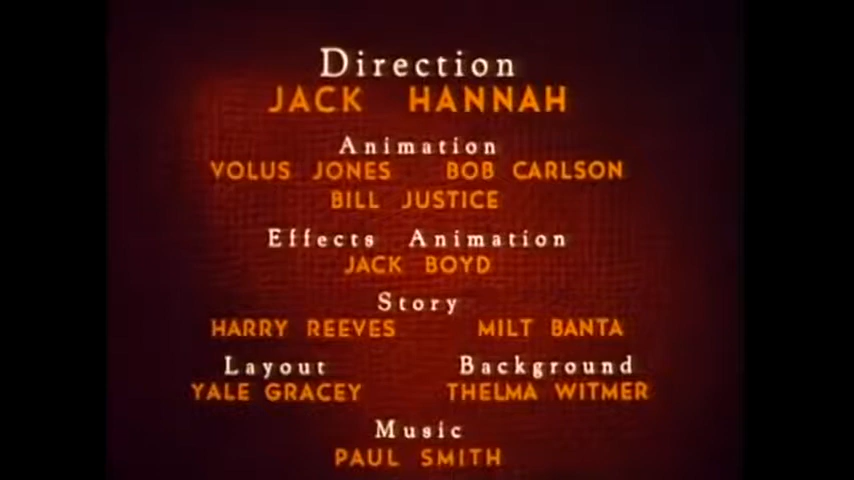 Direction
JACK HANNAH
Animation
VOLUS JONES BOB CARLSON
BILL JUSTICE
Effects Animation
JACK BOYD
Story
HARRY REEVES MILT BANTA
Layout Background
YALE GRACEY THELMA WITMER
Music
PAUL SMITH